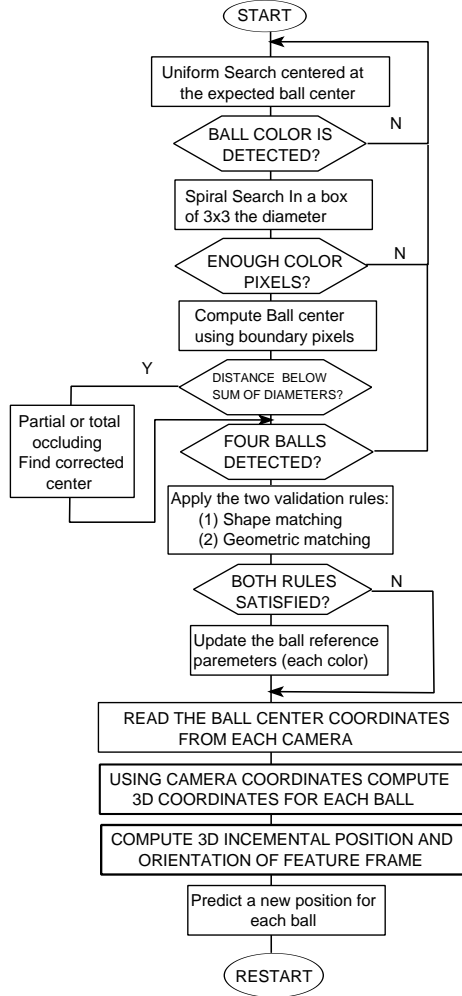 START
Uniform Search centered at
the expected ball center
N
BALL COLOR IS
DETECTED?
Spiral Search In a box
of 3x3 the diameter
ENOUGH COLOR
PIXELS?
N
Compute Ball center
using boundary pixels
Y
DISTANCE BELOW
SUM OF DIAMETERS?
Partial or total
occluding
Find corrected
center
FOUR BALLS
DETECTED?
Apply the two validation rules:
(1) Shape matching
(2) Geometric matching
BOTH RULES
SATISFIED?
N
Update the ball reference
paremeters (each color)
READ THE BALL CENTER COORDINATES
FROM EACH CAMERA
USING CAMERA COORDINATES COMPUTE
3D COORDINATES FOR EACH BALL
COMPUTE 3D INCEMENTAL POSITION AND
ORIENTATION OF FEATURE FRAME
Predict a new position for
each ball
RESTART